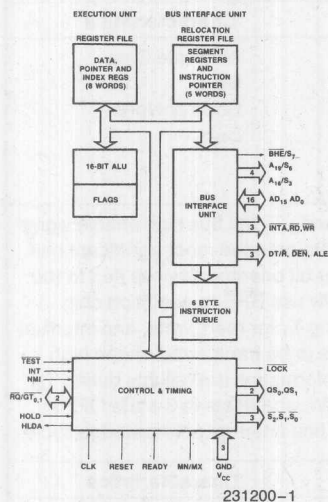 EXECUTION UNIT
BUS INTERFACE UNIT
REGISTER FILE
RELOCATION
REGISTER FILE
DATA,
POINTER AND
INDEX REGS
(8 WORDS)
SEGMENT
REGISTERS
AND
INSTRUCTION
POINTER
(5 WORDS)
16-BIT ALU
FLAGS
BUS
INTERFACE
UNIT
BHE/S7
4
A19/S6
A16/S3
16
AD15 AD0
3
INTA,RD,WR
3
DT/R, DEN, ALE
6 BYTE
INSTRUCTION
QUEUE
TEST
INT
NMI
RQ/GT0,1
2
HOLD
HLDA
CONTROL & TIMING
LOCK
2
QS0,QS1
3
S2,S1,S0
CLK
RESET
READY
MN/MX
3
GND
VCC
231200-1